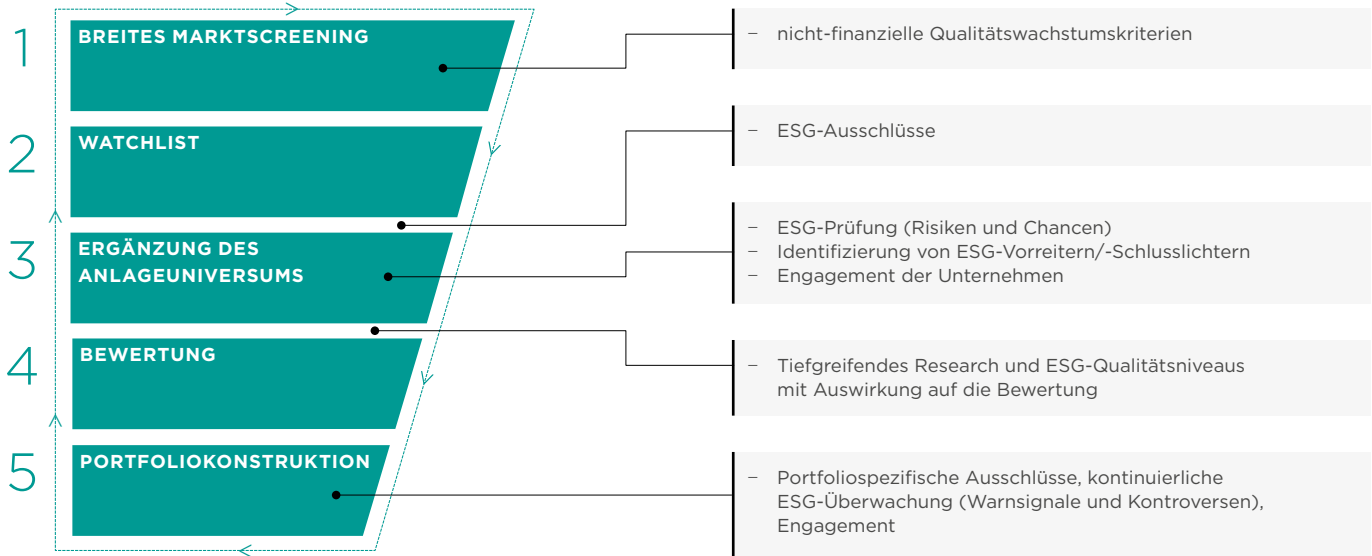 1
BREITES MARKTSCREENING
– nicht-finanzielle Qualitätswachstumskriterien
2
WATCHLIST
– ESG-Ausschlüsse
3
ERGÄNZUNG DES
ANLAGEUNIVERSUMS
– ESG-Prüfung (Risiken und Chancen)
– Identifizierung von ESG-Vorreitern/-Schlusslichtern
– Engagement der Unternehmen
4
BEWERTUNG
– Tiefgreifendes Research und ESG-Qualitätsniveaus
mit Auswirkung auf die Bewertung
5
PORTFOLIOKONSTRUKTION
– Portfoliospezifische Ausschlüsse, kontinuierliche
ESG-Überwachung (Warnsignale und Kontroversen),
Engagement